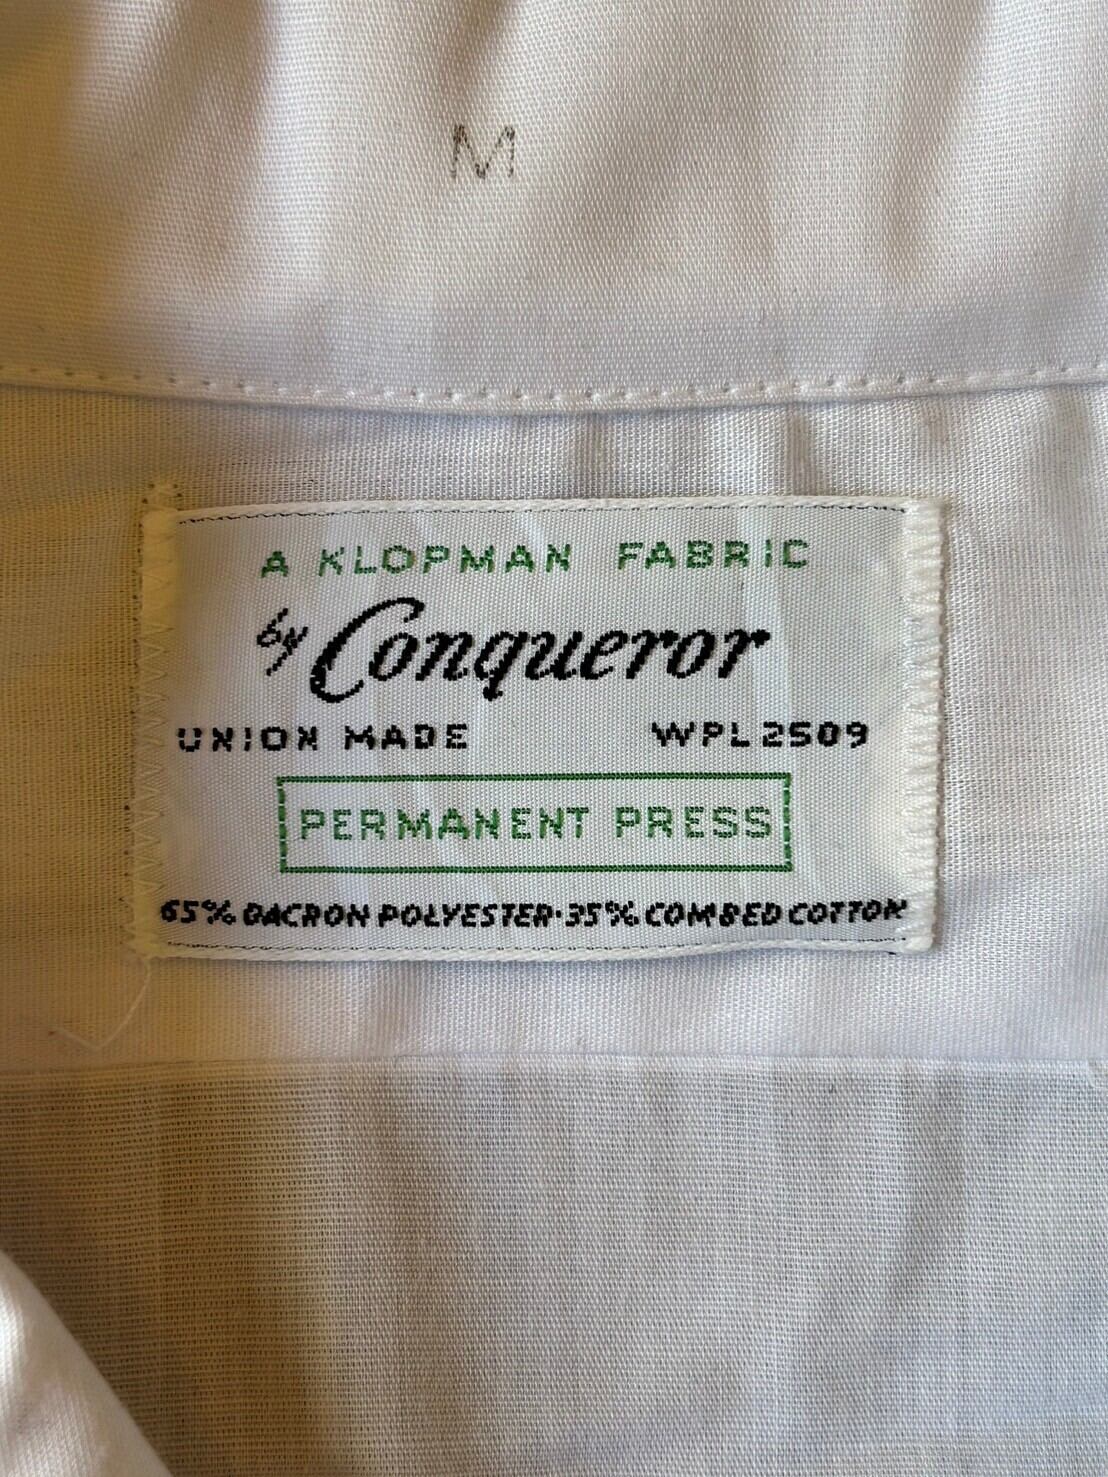 M
A KLOPMAN FABRIC
by Conqueror
UNION MADE WPL 2509
PERMANENT PRESS
65% DACRON POLYESTER·35% COMBED COTTON